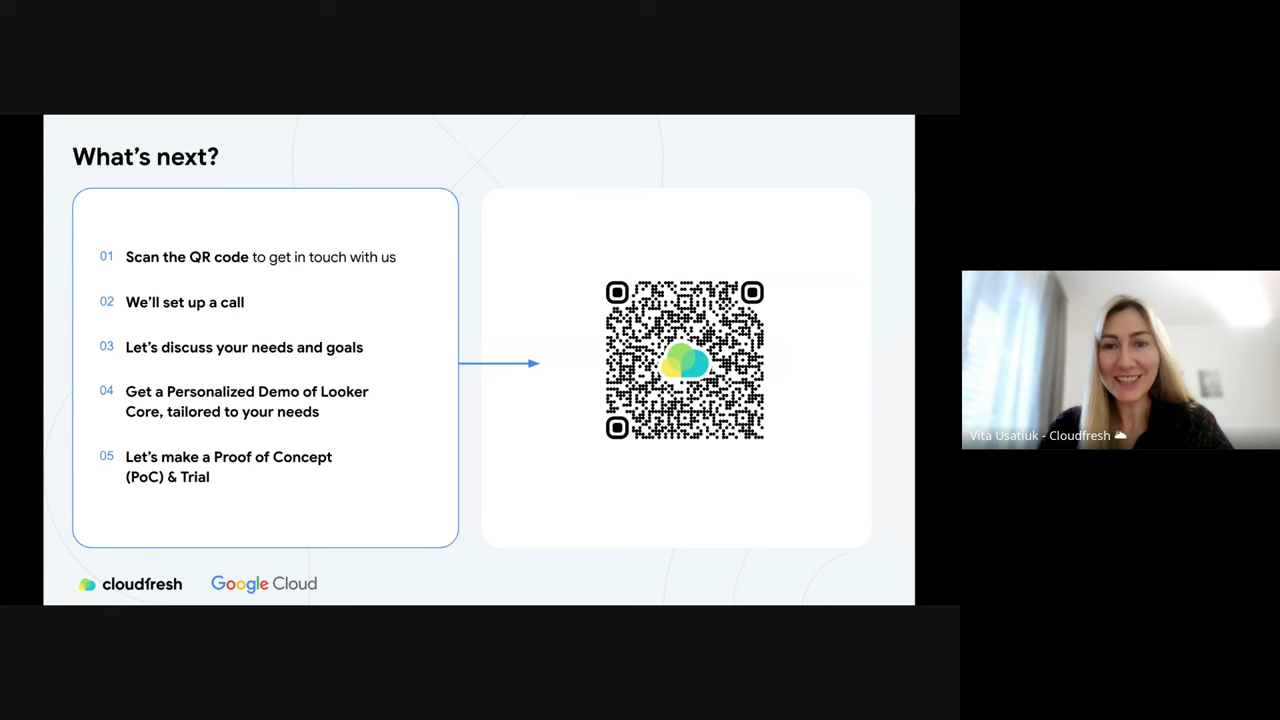 What's next?
01 Scan the QR code to get in touch with us
02 We'll set up a call
03 Let's discuss your needs and goals
04 Get a Personalized Demo of Looker
Core, tailored to your needs
05 Let's make a Proof of Concept
(PoC) & Trial
cloudfresh Google Cloud
Vita Usatiuk - Cloudfresh